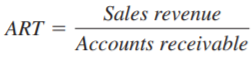 ART = Sales revenue
Accounts receivable